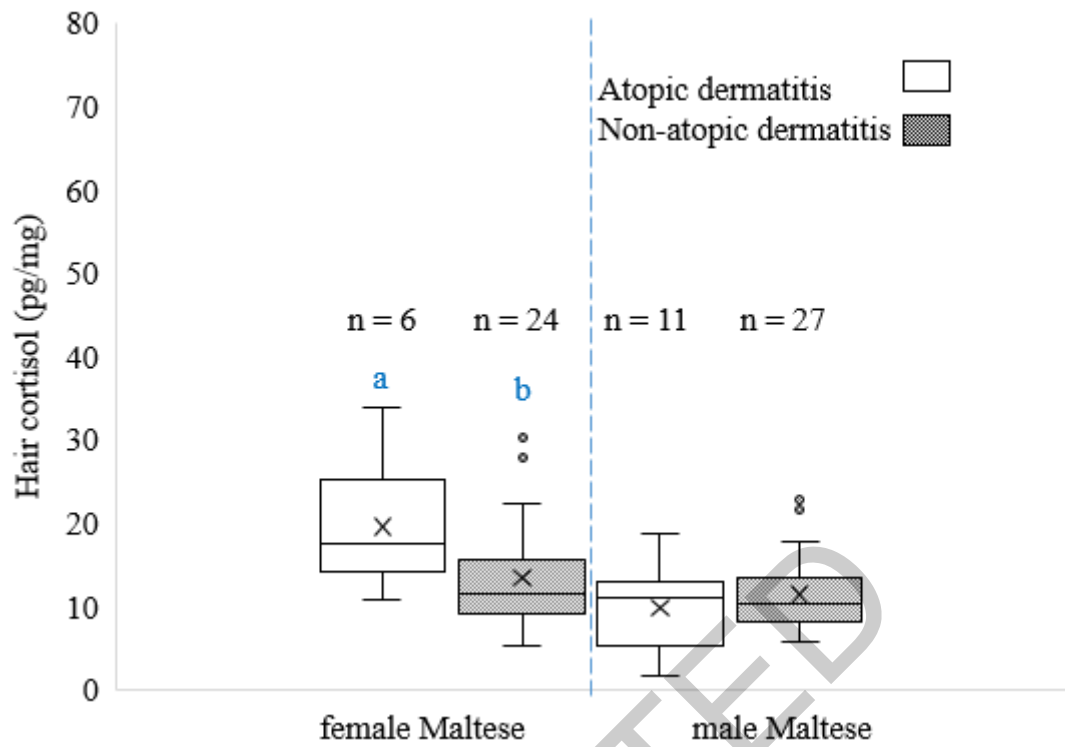 80
70
60
50
40
30
20
10
0
Hair cortisol (pg/mg)
Atopic dermatitis
Non-atopic dermatitis
n = 6
n = 24
n = 11
n = 27
a
b
female Maltese
male Maltese
TED